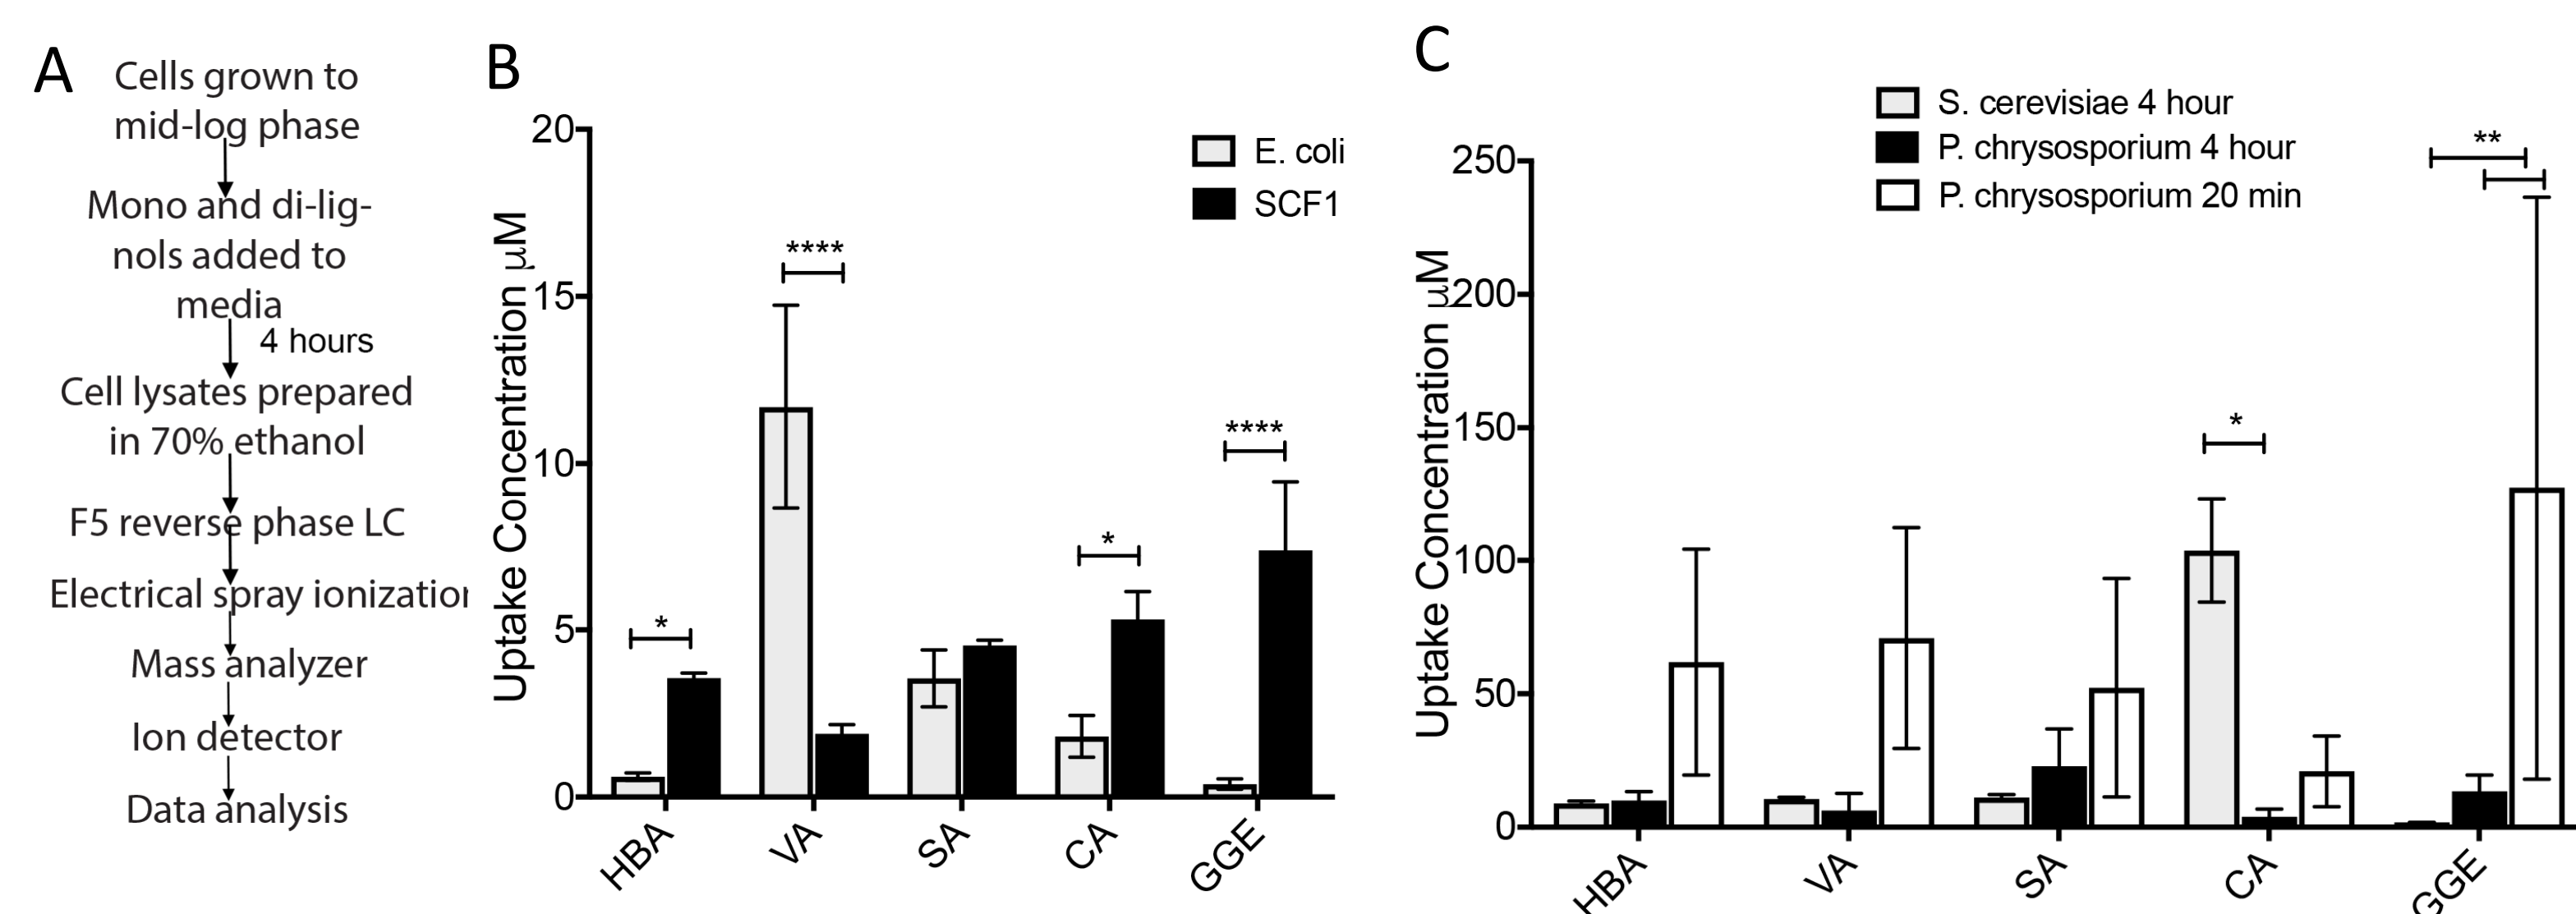 A
Cells grown to
mid-log phase
Mono and di-lig-
nols added to
media
4 hours
Cell lysates prepared
in 70% ethanol
F5 reverse phase LC
Electrical spray ionization
Mass analyzer
Ion detector
Data analysis
B
Uptake Concentration µM
20
15
10
5
0
E. coli
SCF1
*
****
*
****
HBA
VA
SA
CA
GGE
C
Uptake Concentration µM
250
200
150
100
50
0
S. cerevisiae 4 hour
P. chrysosporium 4 hour
P. chrysosporium 20 min
*
**
HBA
VA
SA
CA
GGE